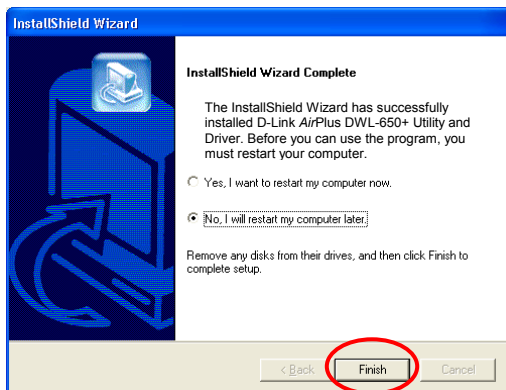 InstallShield Wizard
InstallShield Wizard Complete
The InstallShield Wizard has successfully
installed D-Link AirPlus DWL-650+ Utility and
Driver. Before you can use the program, you
must restart your computer.
Yes, I want to restart my computer now.
No, I will restart my computer later.
Remove any disks from their drives, and then click Finish to
complete setup.
< Back
Finish
Cancel